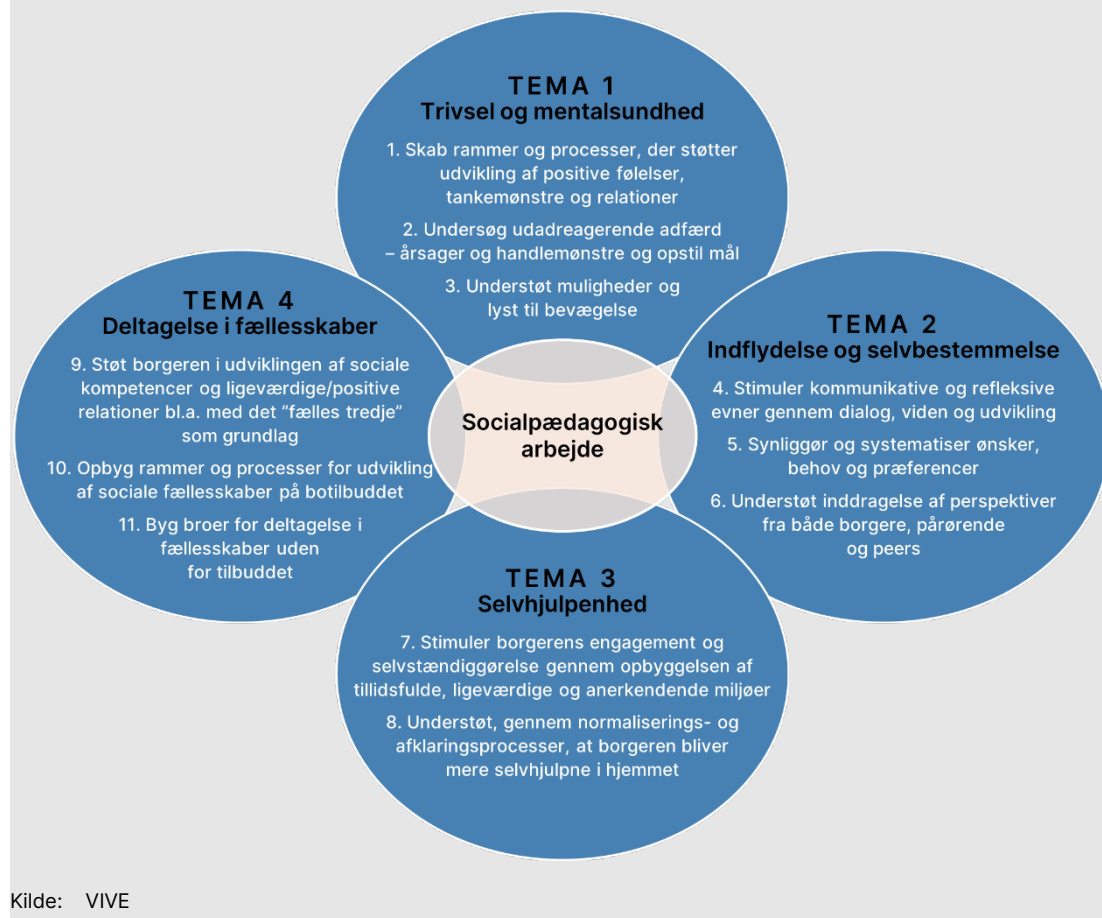 TEMA 1
Trivsel og mentalsundhed
1. Skab rammer og processer, der støtter
udvikling af positive følelser,
tankemønstre og relationer
2. Undersøg udadreagerende adfærd
– årsager og handlemønstre og opstil mål
3. Understøt muligheder og
lyst til bevægelse
TEMA 2
Indflydelse og selvbestemmelse
4. Stimuler kommunikative og refleksive
evner gennem dialog, viden og udvikling
5. Synliggør og systematiser ønsker,
behov og præferencer
6. Understøt inddragelse af perspektiver
fra både borgere, pårørende
og peers
TEMA 3
Selvhjulpenhed
7. Stimuler borgerens engagement og
selvstændiggørelse gennem opbyggelsen af
tillidsfulde, ligeværdige og anerkendende miljøer
8. Understøt, gennem normaliserings- og
afklaringsprocesser, at borgeren bliver
mere selvhjulpne i hjemmet
TEMA 4
Deltagelse i fællesskaber
9. Støt borgeren i udviklingen af sociale
kompetencer og ligeværdige/positive
relationer bl.a. med det ”fælles tredje”
som grundlag
10. Opbyg rammer og processer for udvikling
af sociale fællesskaber på botilbuddet
11. Byg broer for deltagelse i
fællesskaber uden
for tilbuddet
Socialpædagogisk
arbejde
Kilde: VIVE